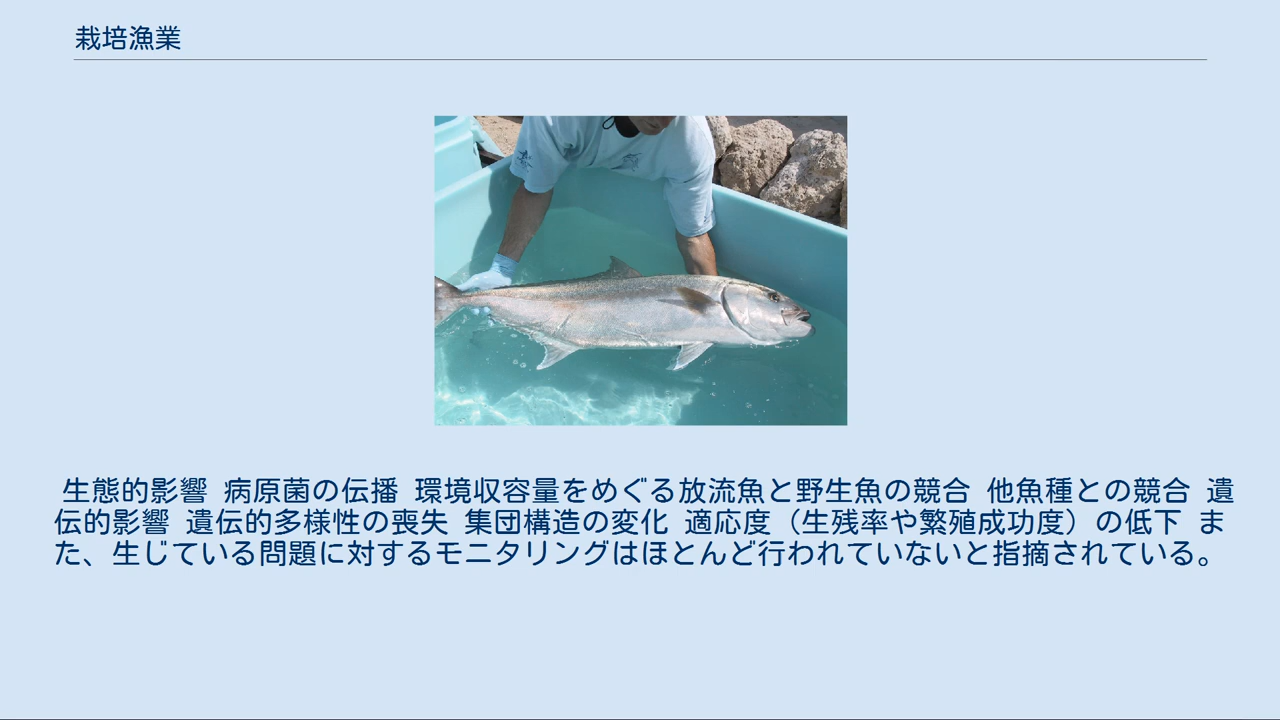 栽培漁業
生態的影響 病原菌の伝播 環境収容量をめぐる放流魚と野生魚の競合 他魚種との競合 遺
伝的影響 遺伝的多様性の喪失 集団構造の変化 適応度（生残率や繁殖成功度）の低下 ま
た、生じている問題に対するモニタリングはほとんど行われていないと指摘されている。